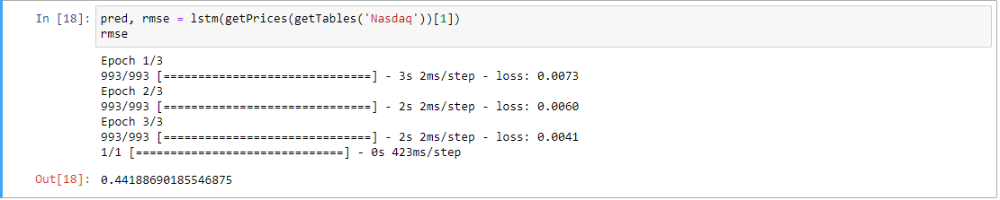 In [18]: pred, rmse = lstm(getPrices(getTables('Nasdaq'))[1])
rmse
Epoch 1/3
993/993 [==============================] - 3s 2ms/step - loss: 0.0073
Epoch 2/3
993/993 [==============================] - 2s 2ms/step - loss: 0.0060
Epoch 3/3
993/993 [==============================] - 2s 2ms/step - loss: 0.0041
1/1 [==============================] - 0s 423ms/step
Out[18]: 0.44188690185546875